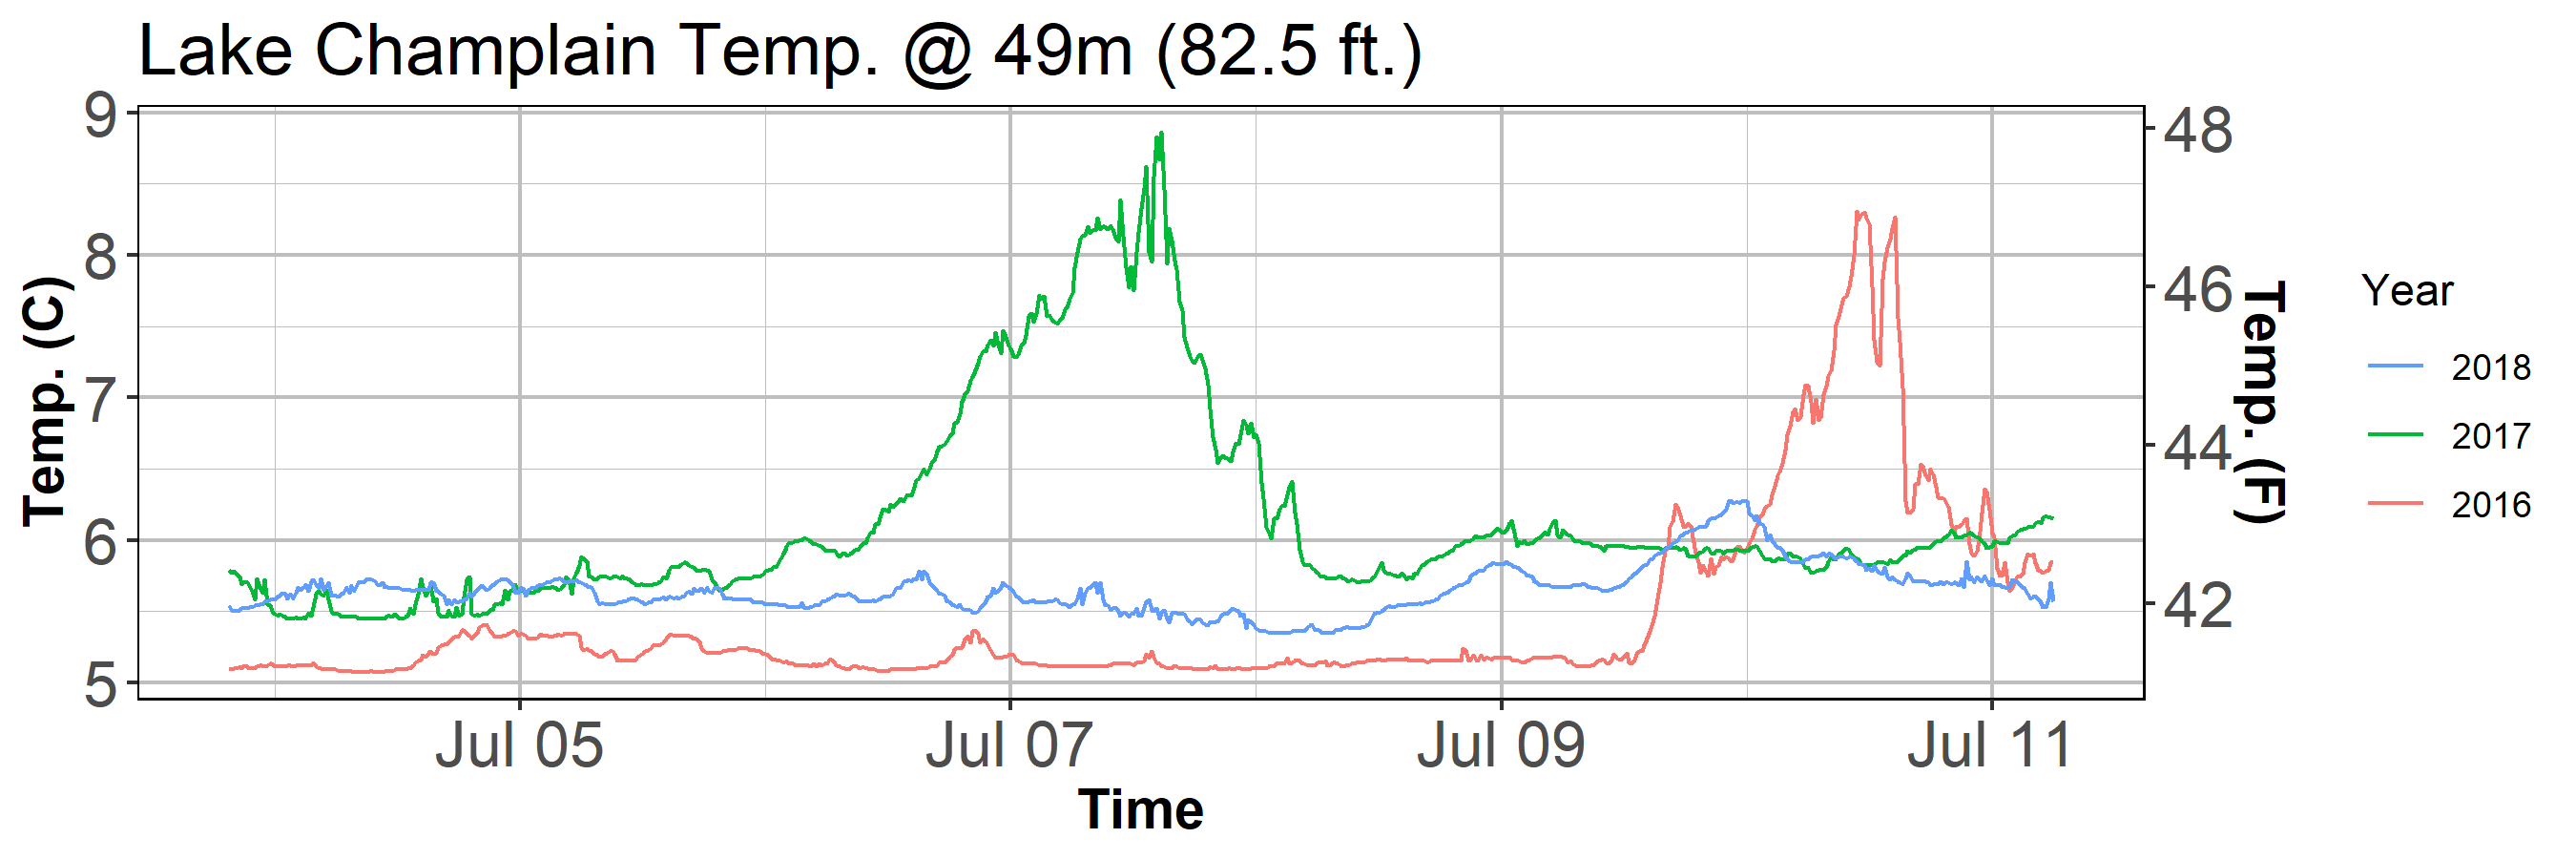 Lake Champlain Temp. @ 49m (82.5 ft.)
Temp. (C)
9
8
7
6
5
48
46
44
42
Temp. (F)
Jul 05
Jul 07
Jul 09
Jul 11
Time
Year
2018
2017
2016